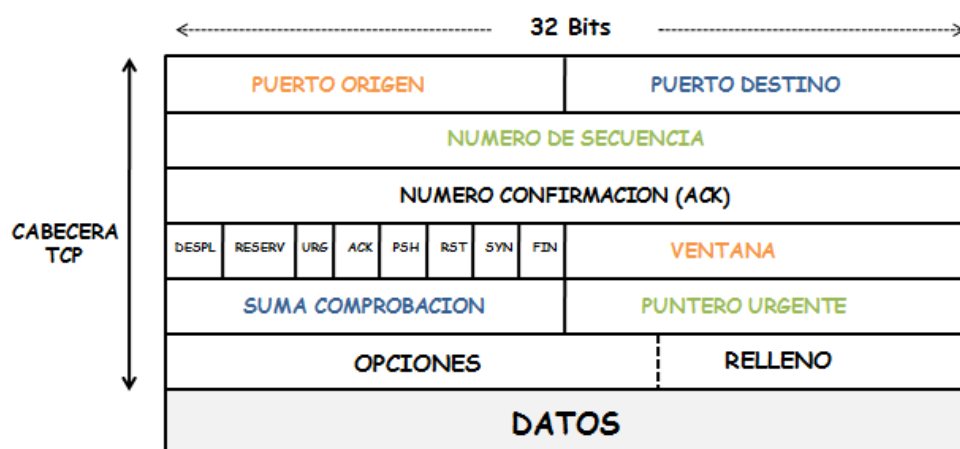 32 Bits
PUERTO ORIGEN PUERTO DESTINO
NUMERO DE SECUENCIA
NUMERO CONFIRMACION (ACK)
CABECERA
TCP
DESPL RESERV URG ACK PSH RST SYN FIN VENTANA
SUMA COMPROBACION PUNTERO URGENTE
OPCIONES RELLENO
DATOS